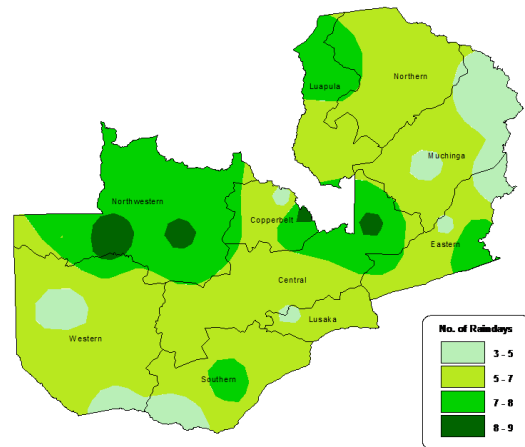 Luapula
Northern
Muchinga
Northwestern
Copperbelt
Eastern
Central
Lusaka
Western
Southern
No. of Raindays
3 - 5
5 - 7
7 - 8
8 - 9